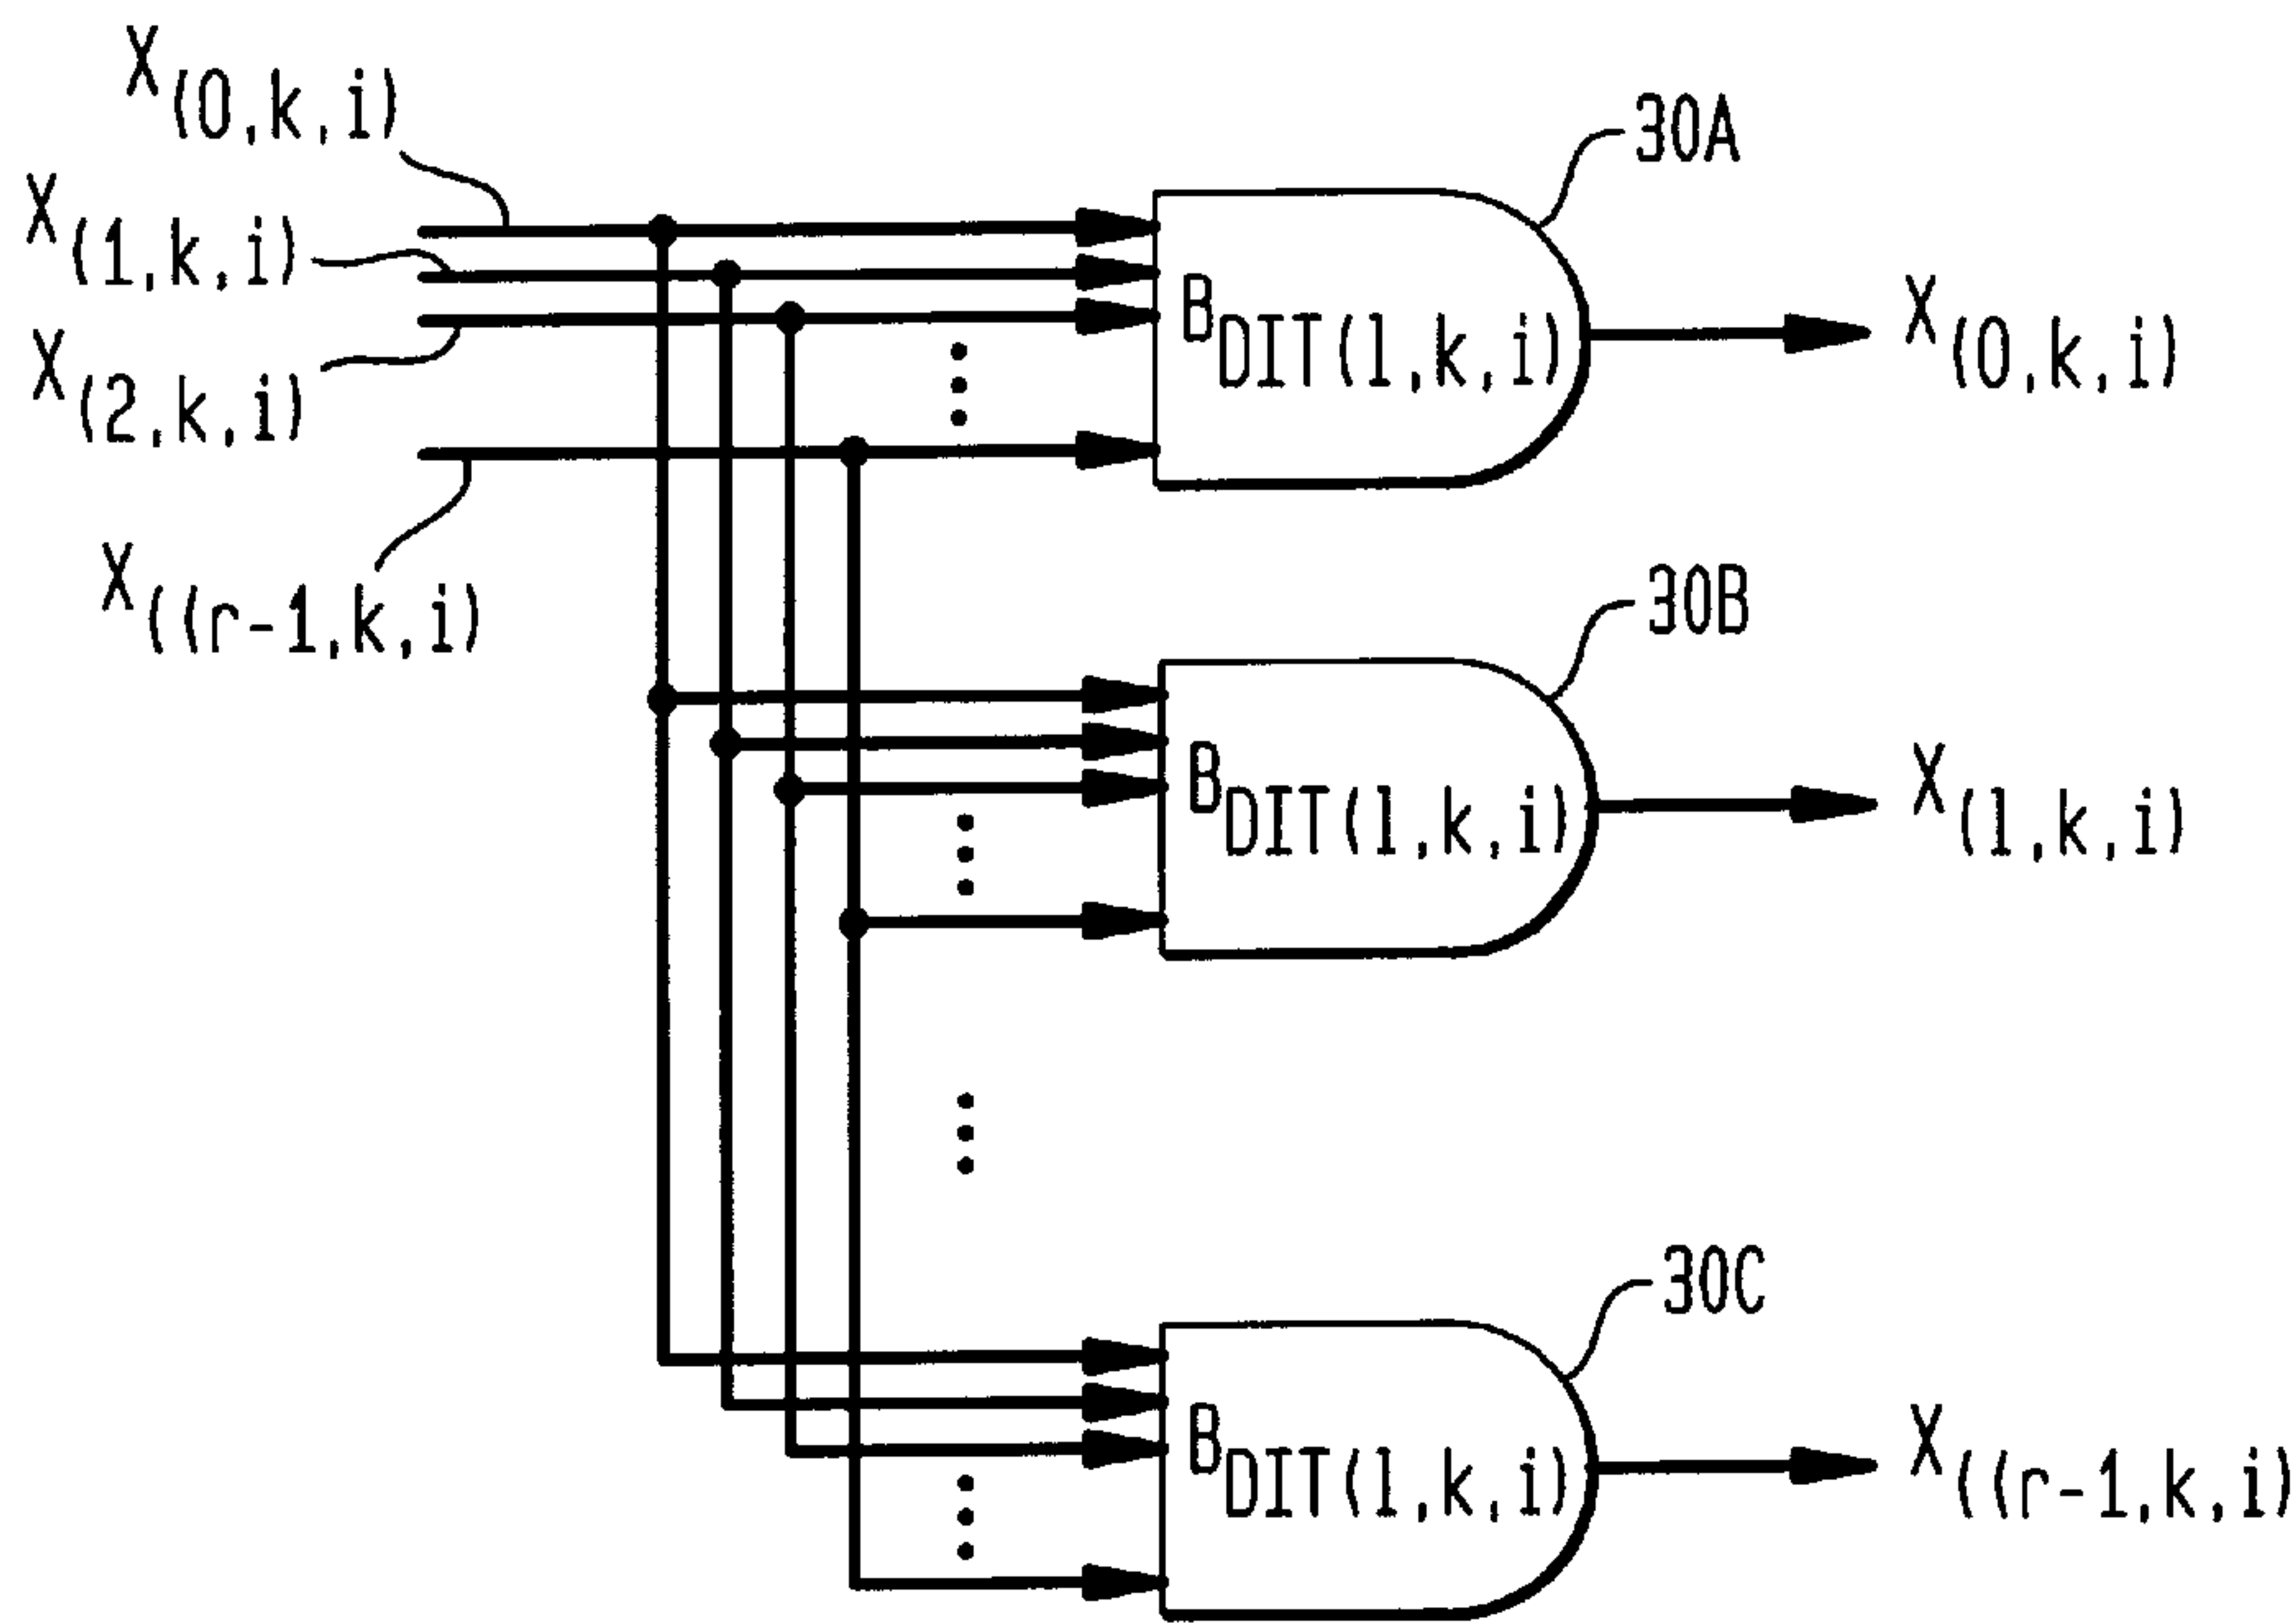 X(0,k,i)
X(1,k,i)
X(2,k,i)
X((r-1,k,i)
30A
BDIT(l,k,i)
X(0,k,i)
30B
BDIT(l,k,i)
X(l,k,i)
30C
BDIT(l,k,i)
X((r-1,k,i)